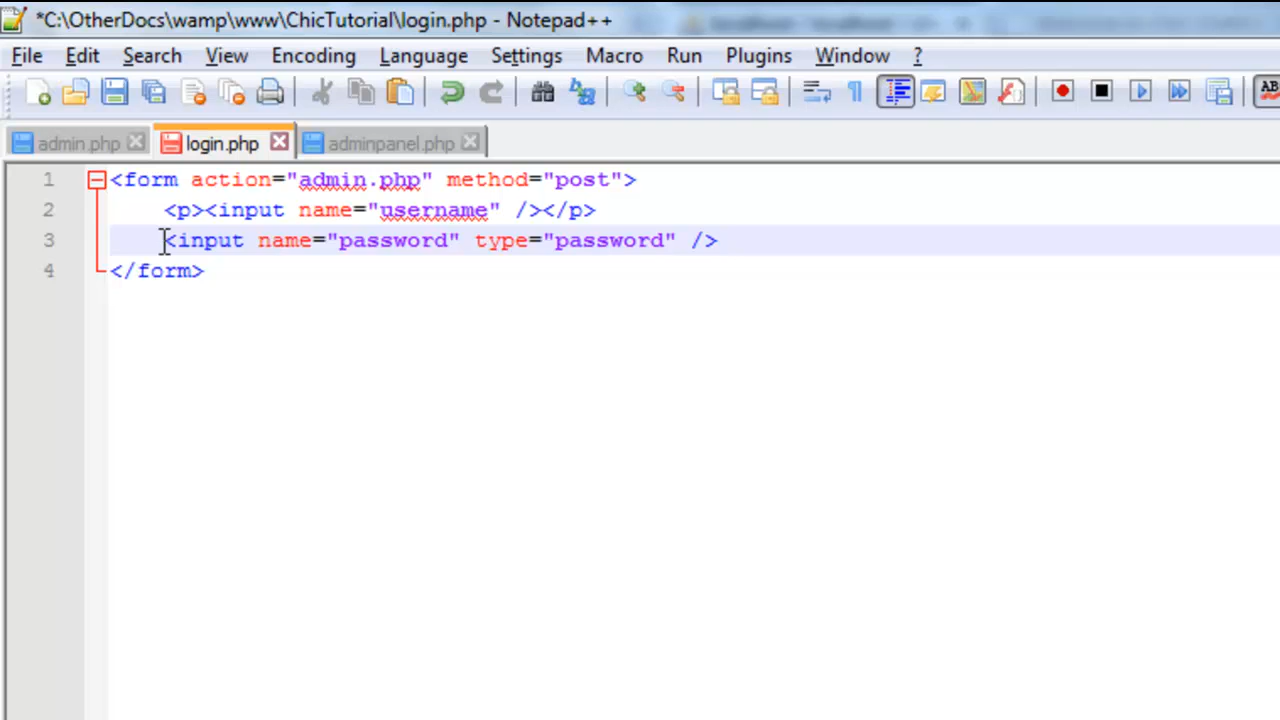 *C:\OtherDocs\wamp\www\ChicTutorial\login.php - Notepad++
File Edit Search View Encoding Language Settings Macro Run Plugins Window ?
admin.php login.php adminpanel.php
1 <form action="admin.php" method="post">
2 <p><input name="username" /></p>
3 <input name="password" type="password" />
4 </form>